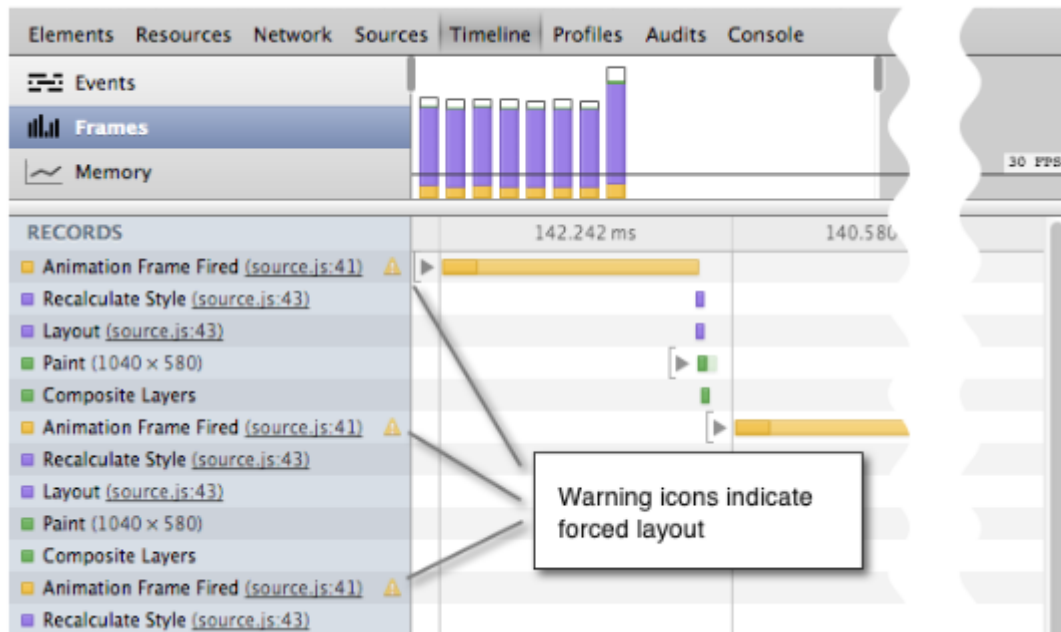 Elements Resources Network Sources Timeline Profiles Audits Console
Events
Frames
Memory
30 FPS
RECORDS
142.242 ms
140.580
Animation Frame Fired (source.js:41)
Recalculate Style (source.js:43)
Layout (source.js:43)
Paint (1040 × 580)
Composite Layers
Animation Frame Fired (source.js:41)
Recalculate Style (source.js:43)
Layout (source.js:43)
Paint (1040 × 580)
Composite Layers
Animation Frame Fired (source.js:41)
Recalculate Style (source.js:43)
Warning icons indicate
forced layout